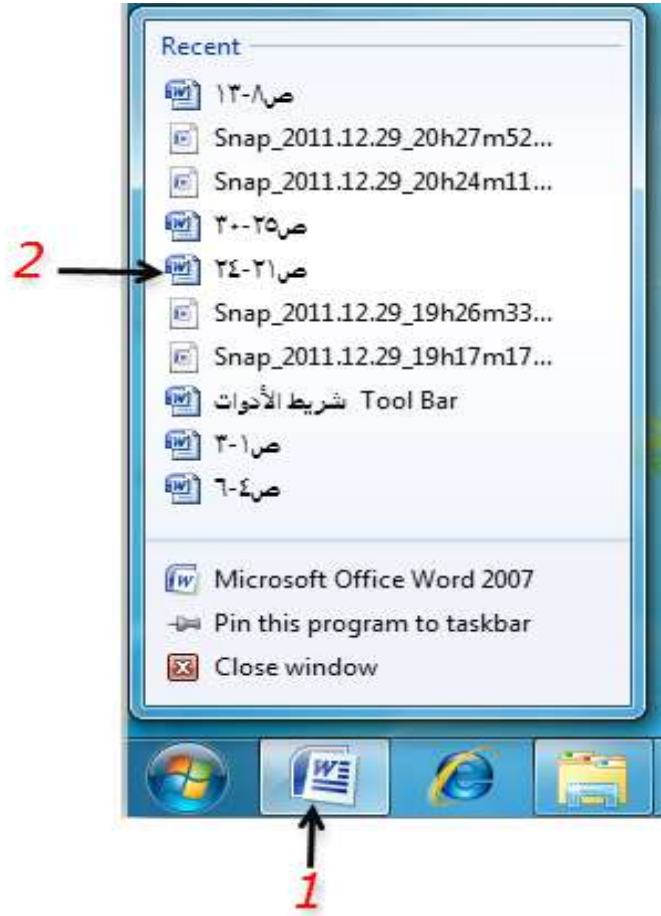 Recent
ص٨-١٣
Snap_2011.12.29_20h27m52...
Snap_2011.12.29_20h24m11...
ص٢٥-٣٠
2
ص٢١-٢٤
Snap_2011.12.29_19h26m33...
Snap_2011.12.29_19h17m17...
شريط الأدوات Tool Bar
ص١-٣
ص٤-٦
Microsoft Office Word 2007
Pin this program to taskbar
Close window
1